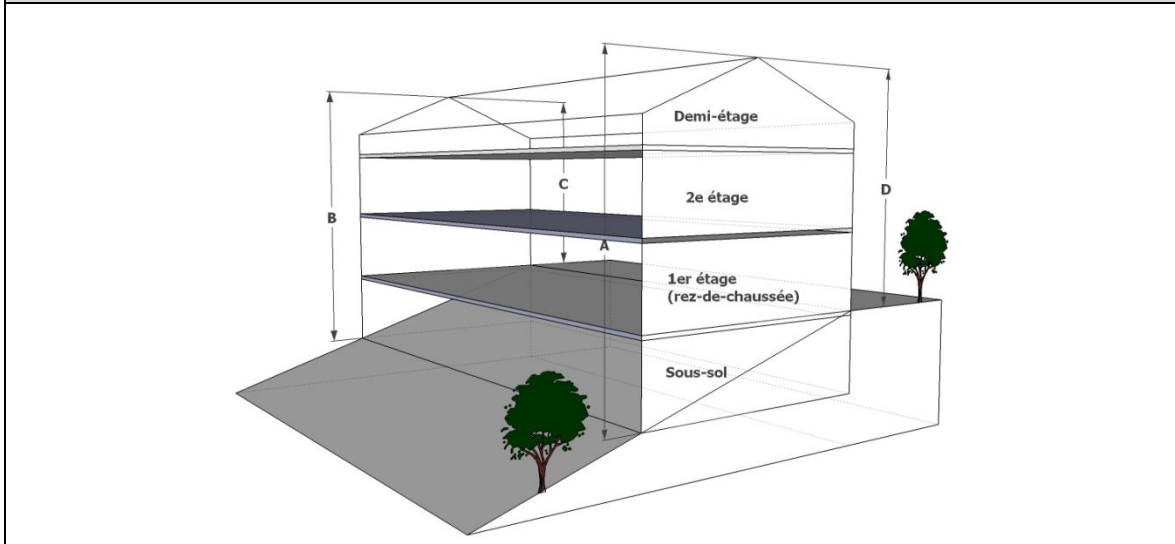 Demi-étage
C
D
B
2e étage
A
1er étage
(rez-de-chaussée)
Sous-sol